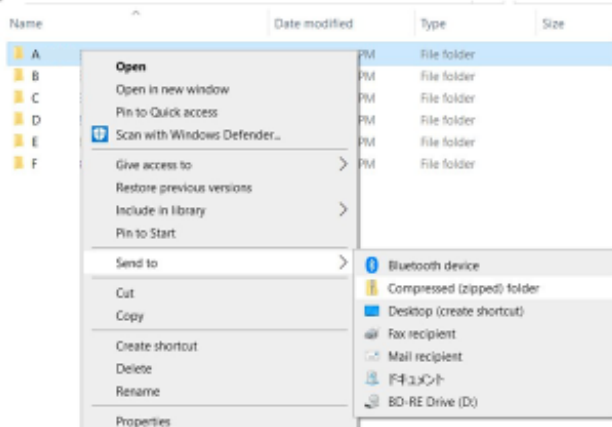 Name Date modified Type Size
A PM File folder
B PM File folder
C PM File folder
D PM File folder
E PM File folder
F PM File folder
Open
Open in new window
Pin to Quick access
Scan with Windows Defender...
Give access to
Restore previous versions
Include in library
Pin to Start
Send to
Cut
Copy
Create shortcut
Delete
Rename
Properties
Bluetooth device
Compressed (zipped) folder
Desktop (create shortcut)
Fax recipient
Mail recipient
ドキュメント
BD-RE Drive (D:)